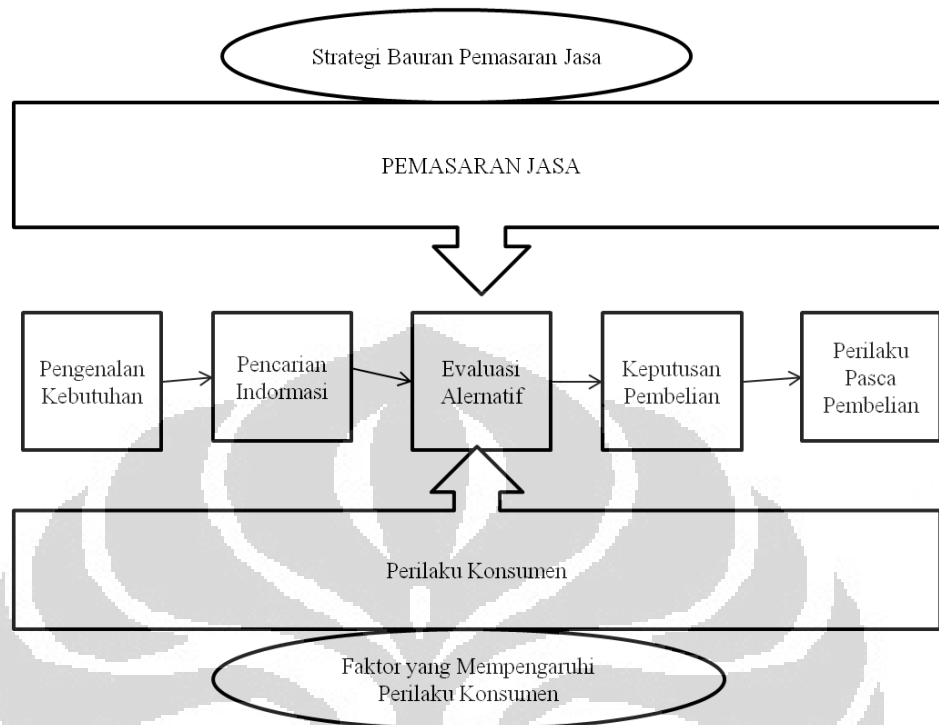 Strategi Bauran Pemasaran Jasa
PEMASARAN JASA
Pengenalan
Kebutuhan
Pencarian
Indormasi
Evaluasi
Alernatif
Keputusan
Pembelian
Perilaku
Pasca
Pembelian
Perilaku Konsumen
Faktor yang Mempengaruhi
Perilaku Konsumen